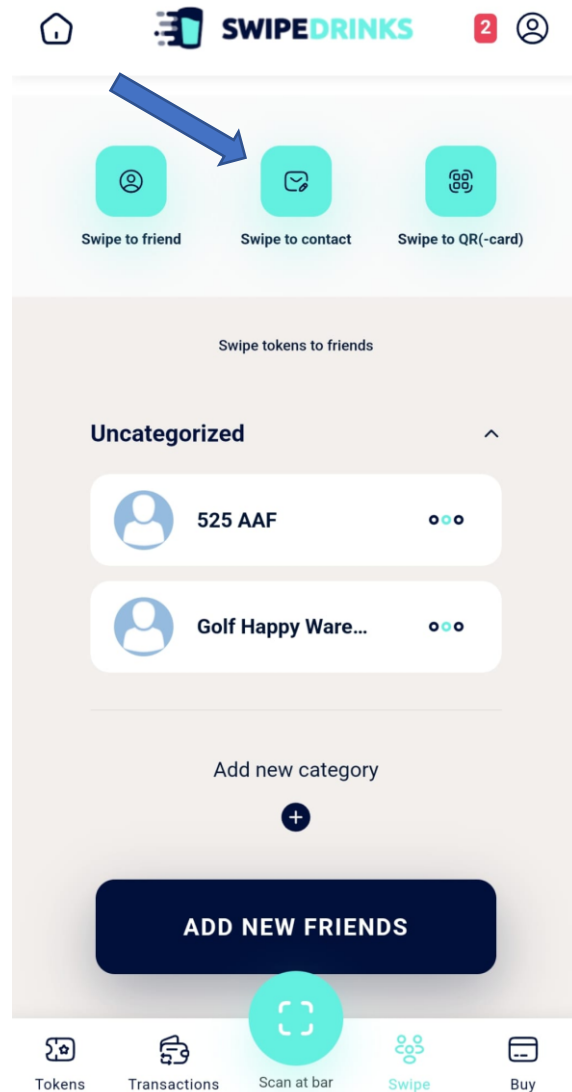 SWIPEDRINKS 2
Swipe to friend Swipe to contact Swipe to QR(-card)
Swipe tokens to friends
Uncategorized
525 AAF
Golf Happy Ware...
Add new category
ADD NEW FRIENDS
Tokens Transactions Scan at bar Swipe Buy